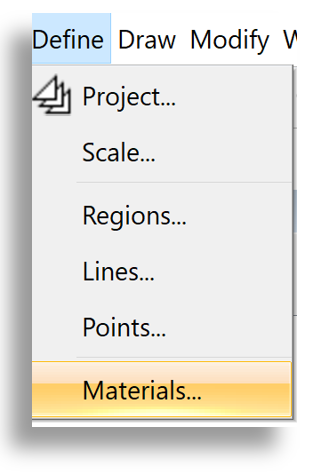 Define Draw Modify W
Project...
Scale...
Regions...
Lines...
Points...
Materials...